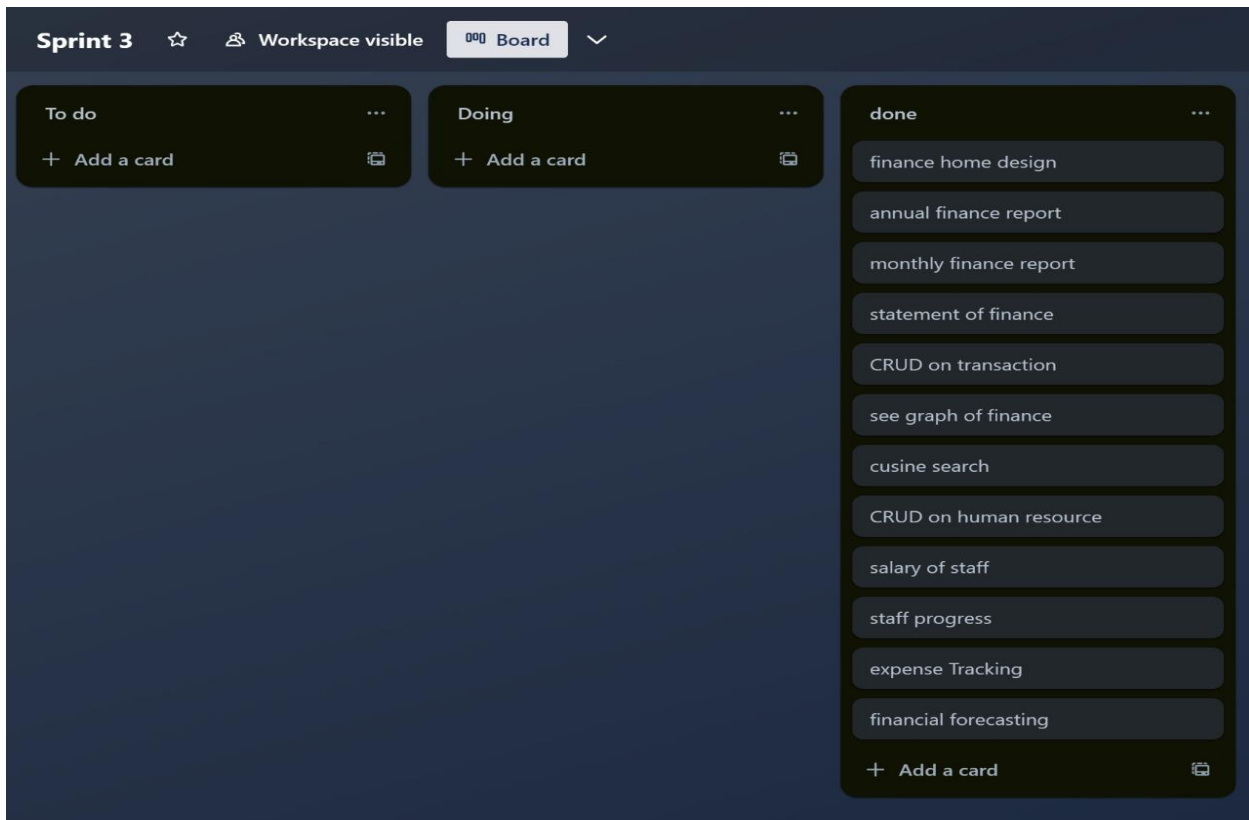 Sprint 3 Workspace visible Board
To do
Add a card
Doing
Add a card
done
finance home design
annual finance report
monthly finance report
statement of finance
CRUD on transaction
see graph of finance
cusine search
CRUD on human resource
salary of staff
staff progress
expense Tracking
financial forecasting
Add a card